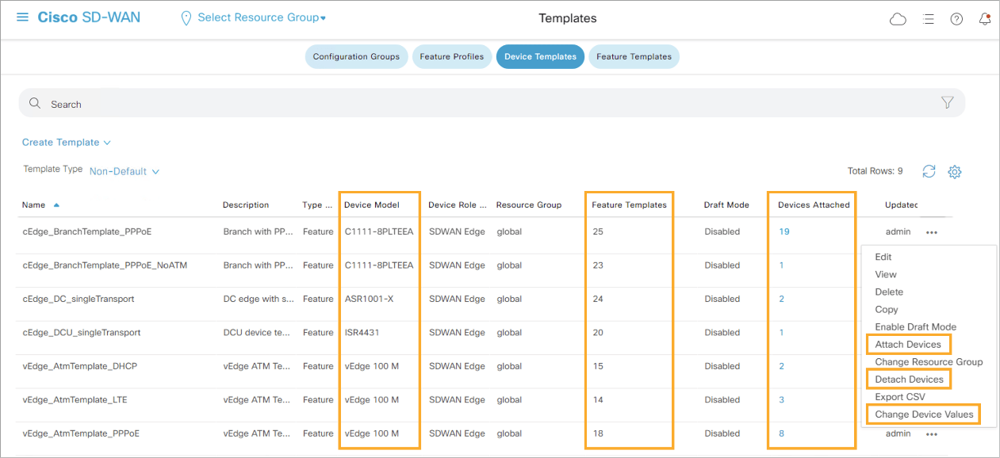 Cisco SD-WAN Select Resource Group Templates
Configuration Groups Feature Profiles Device Templates Feature Templates
Search
Create Template
Template Type Non-Default Total Rows: 9
Name Description Type ... Device Model Device Role ... Resource Group Feature Templates Draft Mode Devices Attached Updated
cEdge_BranchTemplate_PPPoE Branch with PP... Feature C1111-8PLTEEA SDWAN Edge global 25 Disabled 19 admin ...
cEdge_BranchTemplate_PPPoE_NoATM Branch with PP... Feature C1111-8PLTEEA SDWAN Edge global 23 Disabled 1
cEdge_DC_singleTransport DC edge with s... Feature ASR1001-X SDWAN Edge global 24 Disabled 2
cEdge_DCU_singleTransport DCU device te... Feature ISR4431 SDWAN Edge global 20 Disabled 1
vEdge_AtmTemplate_DHCP vEdge ATM Te... Feature vEdge 100 M SDWAN Edge global 15 Disabled 2
vEdge_AtmTemplate_LTE vEdge ATM Te... Feature vEdge 100 M SDWAN Edge global 14 Disabled 3
vEdge_AtmTemplate_PPPoE vEdge ATM Te... Feature vEdge 100 M SDWAN Edge global 18 Disabled 8 admin ...
Edit
View
Delete
Copy
Enable Draft Mode
Attach Devices
Change Resource Group
Detach Devices
Export CSV
Change Device Values